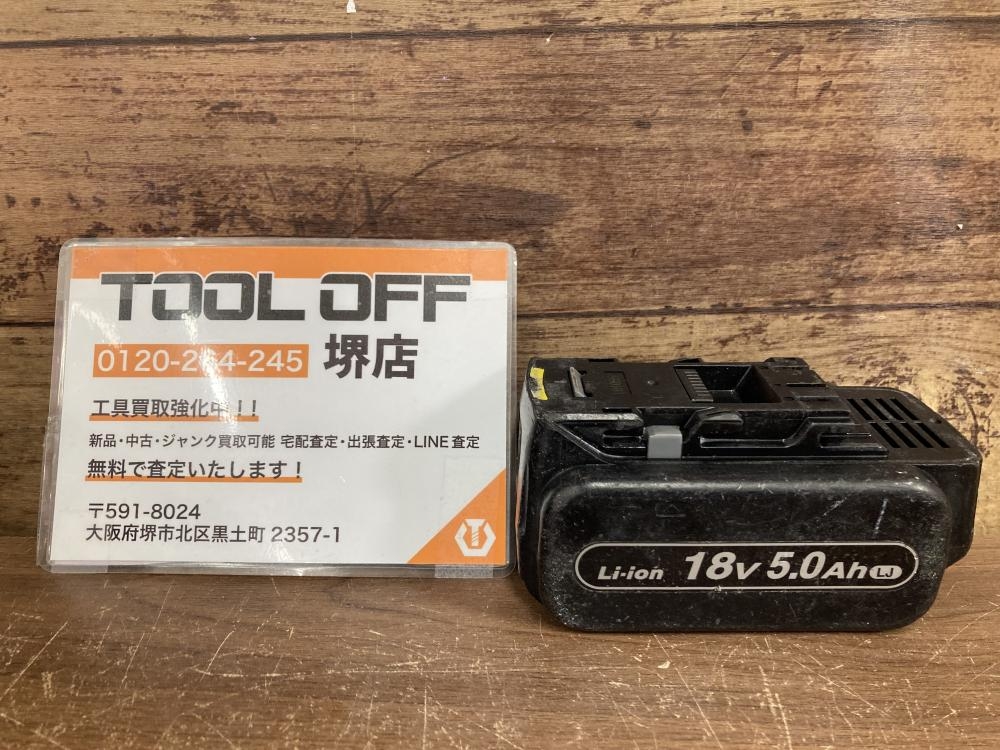 TOOL OFF
堺店
工具買取強化中!!
新品・中古・ジャンク買取可能 宅配査定・出張査定・LINE査定
無料で査定いたします!
〒591-8024
大阪府堺市北区黒土町 2357-1
Li-ion 18V 5.0Ah LJ